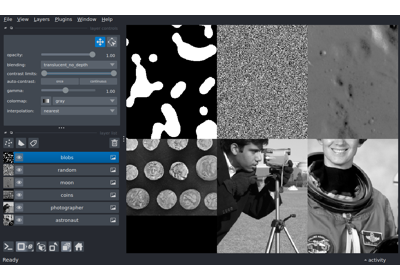 File View Layers Plugins Window Help
opacity: 1.00
blending: translucent_no_depth
contrast limits:
auto-contrast: once continuous
gamma: 1.00
colormap: gray
interpolation: nearest
blobs
random
moon
coins
photographer
astronaut
Ready activity